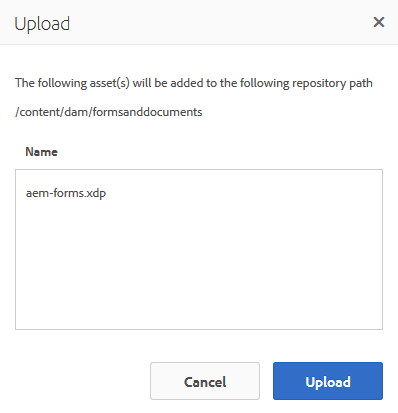 Upload
The following asset(s) will be added to the following repository path
/content/dam/formsanddocuments
Name
aem-forms.xdp
Cancel
Upload